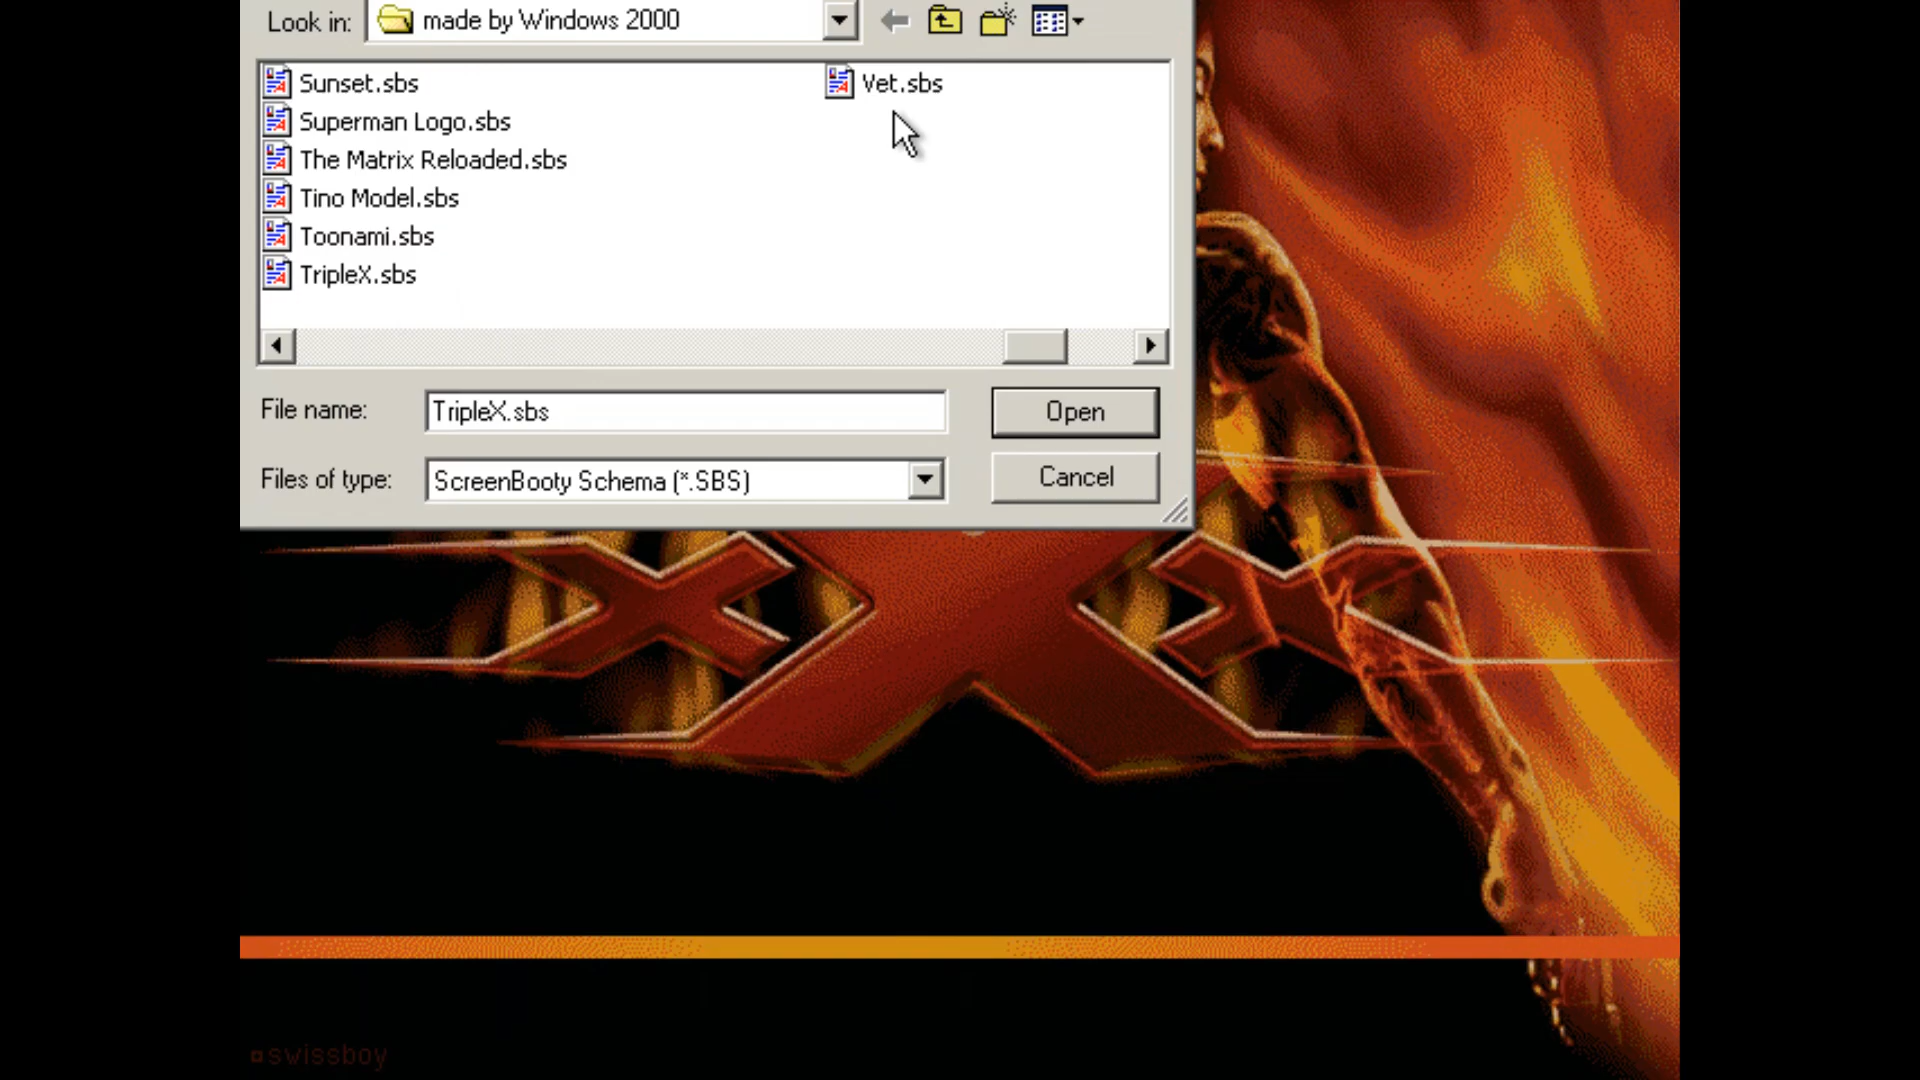 Look in: made by Windows 2000
Sunset.sbs
Superman Logo.sbs
The Matrix Reloaded.sbs
Tino Model.sbs
Toonami.sbs
TripleX.sbs
Vet.sbs
File name: TripleX.sbs Open
Files of type: ScreenBooty Schema (*.SBS) Cancel
xXx
swissboy